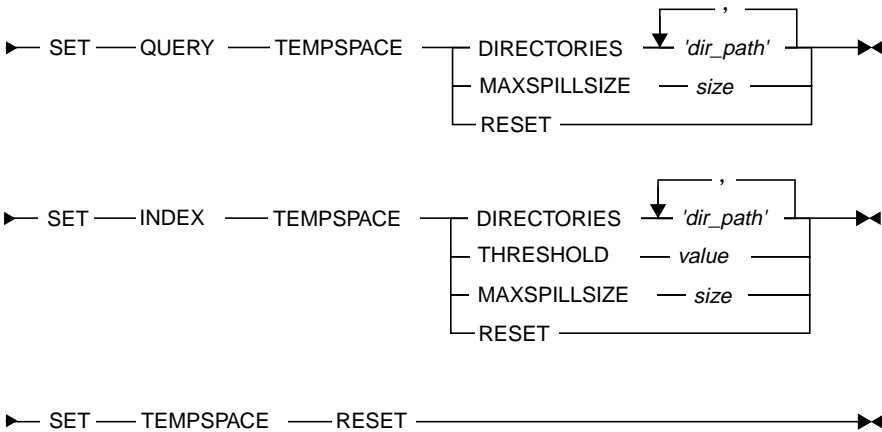 ,
SET QUERY TEMPSPACE DIRECTORIES 'dir_path'
MAXSPILLSIZE size
RESET
,
SET INDEX TEMPSPACE DIRECTORIES 'dir_path'
THRESHOLD value
MAXSPILLSIZE size
RESET
SET TEMPSPACE RESET